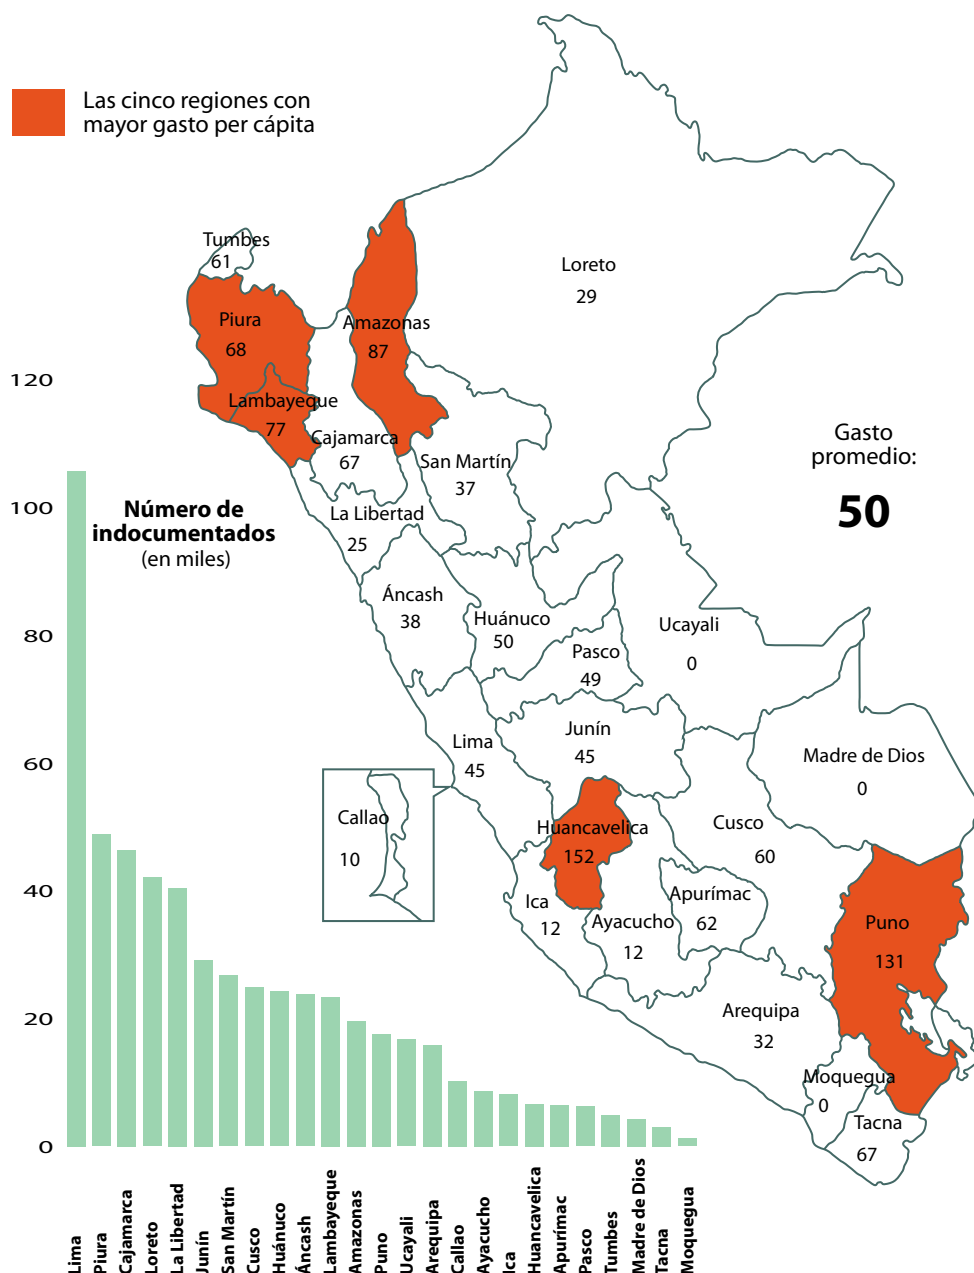 Las cinco regiones con
mayor gasto per cápita
Tumbes
61
Loreto
29
Piura
68
Amazonas
87
Lambayeque
77
Cajamarca
67
San Martín
37
Gasto
promedio:
50
La Libertad
25
Áncash
38
Huánuco
50
Ucayali
0
Pasco
49
Lima
45
Junín
45
Madre de Dios
0
Callao
10
Huancavelica
152
Cusco
60
Ica
12
Ayacucho
12
Apurímac
62
Puno
131
Arequipa
32
Moquegua
0
Tacna
67
Número de
indocumentados
(en miles)
120
100
80
60
40
20
0
Lima
Piura
Cajamarca
Loreto
La Libertad
Junín
San Martín
Cusco
Huánuco
Áncash
Lambayeque
Amazonas
Puno
Ucayali
Arequipa
Callao
Ayacucho
Ica
Huancavelica
Apurímac
Pasco
Tumbes
Madre de Dios
Tacna
Moquegua